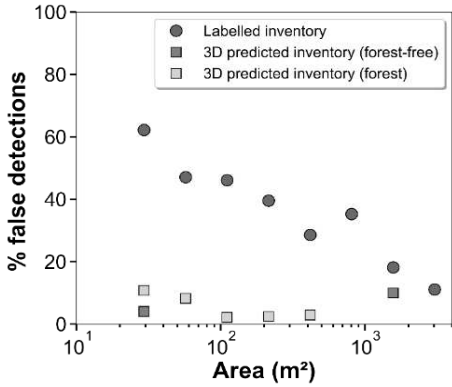 % false detections
100
80
60
40
20
0
Labelled inventory
3D predicted inventory (forest-free)
3D predicted inventory (forest)
10¹
10²
10³
Area (m²)